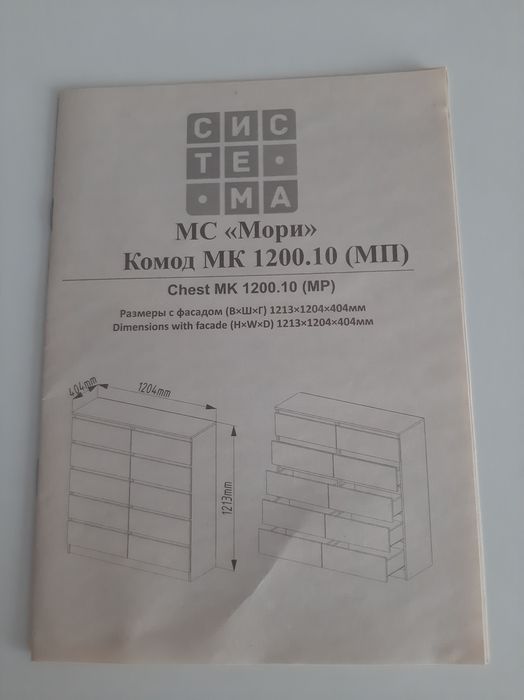 СИС
ТЕ•
•МА
МС «Мори»
Комод МК 1200.10 (МП)
Chest MK 1200.10 (MP)
Размеры с фасадом (В×Ш×Г) 1213×1204×404мм
Dimensions with facade (H×W×D) 1213×1204×404мм
404mm
1204mm
1213mm